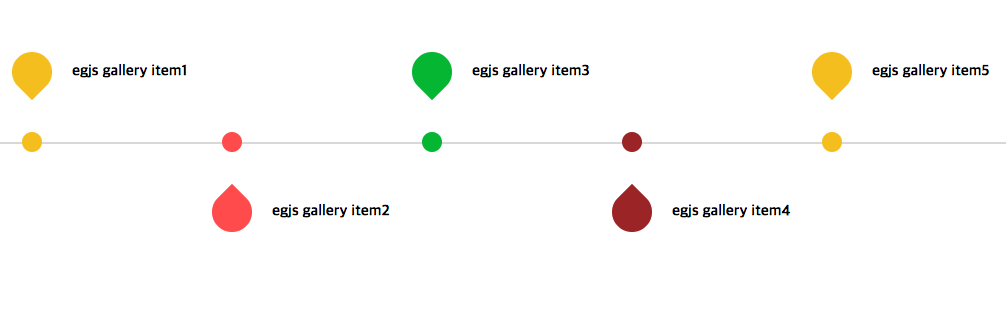 egjs gallery item1
egjs gallery item3
egjs gallery item5
egjs gallery item2
egjs gallery item4